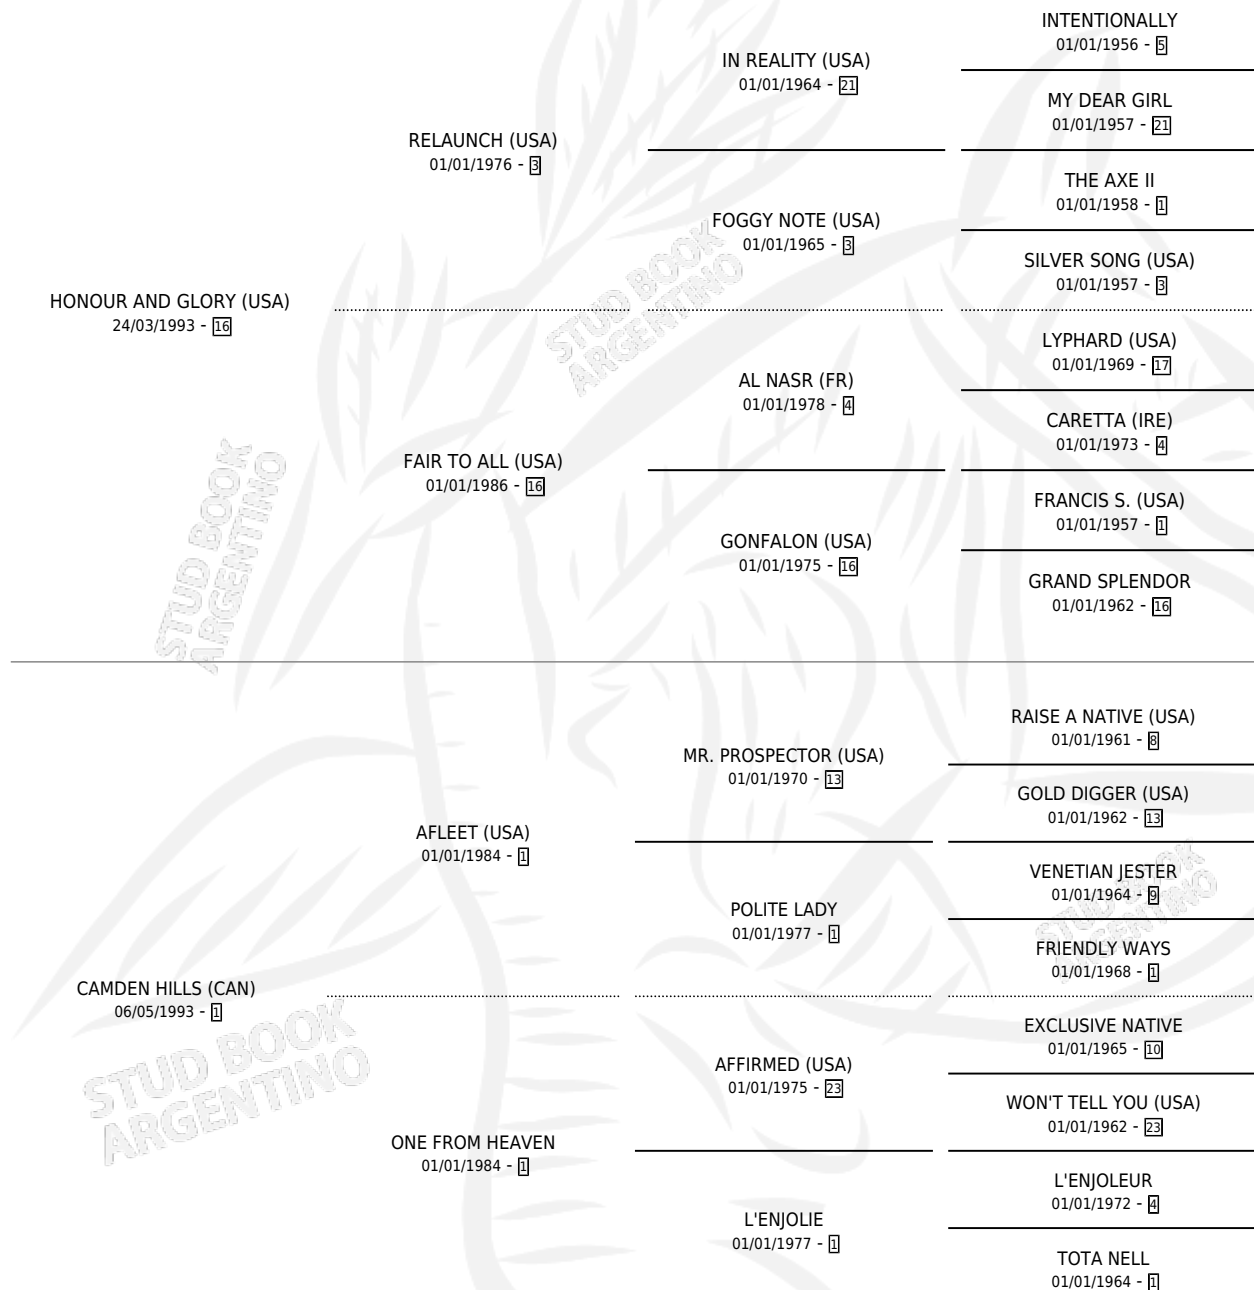 INTENTIONALLY
01/01/1956 - 5
IN REALITY (USA)
01/01/1964 - 21
MY DEAR GIRL
01/01/1957 - 21
RELAUNCH (USA)
01/01/1976 - 3
THE AXE II
01/01/1958 - 1
FOGGY NOTE (USA)
01/01/1965 - 3
SILVER SONG (USA)
01/01/1957 - 3
HONOUR AND GLORY (USA)
24/03/1993 - 16
LYPHARD (USA)
01/01/1969 - 17
AL NASR (FR)
01/01/1978 - 4
CARETTA (IRE)
01/01/1973 - 4
FAIR TO ALL (USA)
01/01/1986 - 16
FRANCIS S. (USA)
01/01/1957 - 1
GONFALON (USA)
01/01/1975 - 16
GRAND SPLENDOR
01/01/1962 - 16
STUD BOOK
ARGENTINO
STUD BOOK
ARGENTINO
RAISE A NATIVE (USA)
01/01/1961 - 8
MR. PROSPECTOR (USA)
01/01/1970 - 13
GOLD DIGGER (USA)
01/01/1962 - 13
AFLEET (USA)
01/01/1984 - 1
VENETIAN JESTER
01/01/1964 - 9
POLITE LADY
01/01/1977 - 1
FRIENDLY WAYS
01/01/1968 - 1
STUD BOOK
ARGENTINO
CAMDEN HILLS (CAN)
06/05/1993 - 1
EXCLUSIVE NATIVE
01/01/1965 - 10
AFFIRMED (USA)
01/01/1975 - 23
WON'T TELL YOU (USA)
01/01/1962 - 23
ONE FROM HEAVEN
01/01/1984 - 1
L'ENJOLEUR
01/01/1972 - 4
L'ENJOLIE
01/01/1977 - 1
TOTA NELL
01/01/1964 - 1
STUD BOOK
ARGENTINO